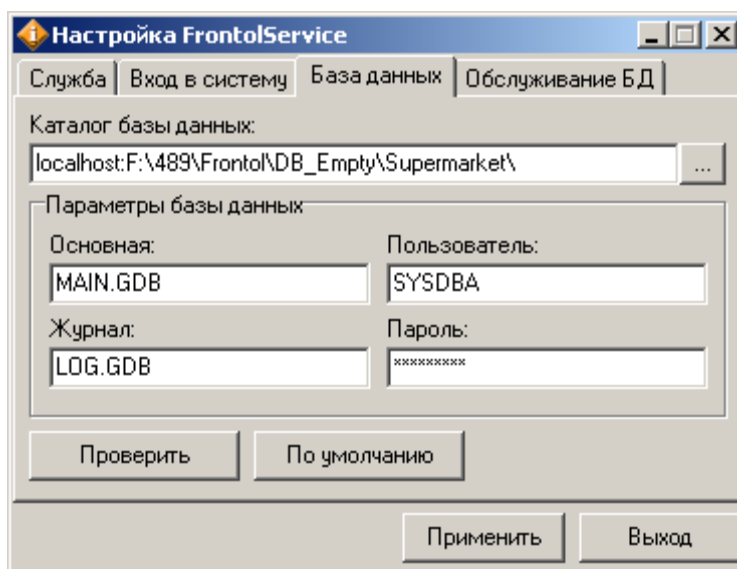 Настройка FrontolService
Служба Вход в систему База данных Обслуживание БД
Каталог базы данных:
localhost:F:\489\Frontol\DB_Empty\Supermarket\ ...
Параметры базы данных
Основная: Пользователь:
MAIN.GDB SYSDBA
Журнал: Пароль:
LOG.GDB *********
Проверить По умолчанию
Применить Выход